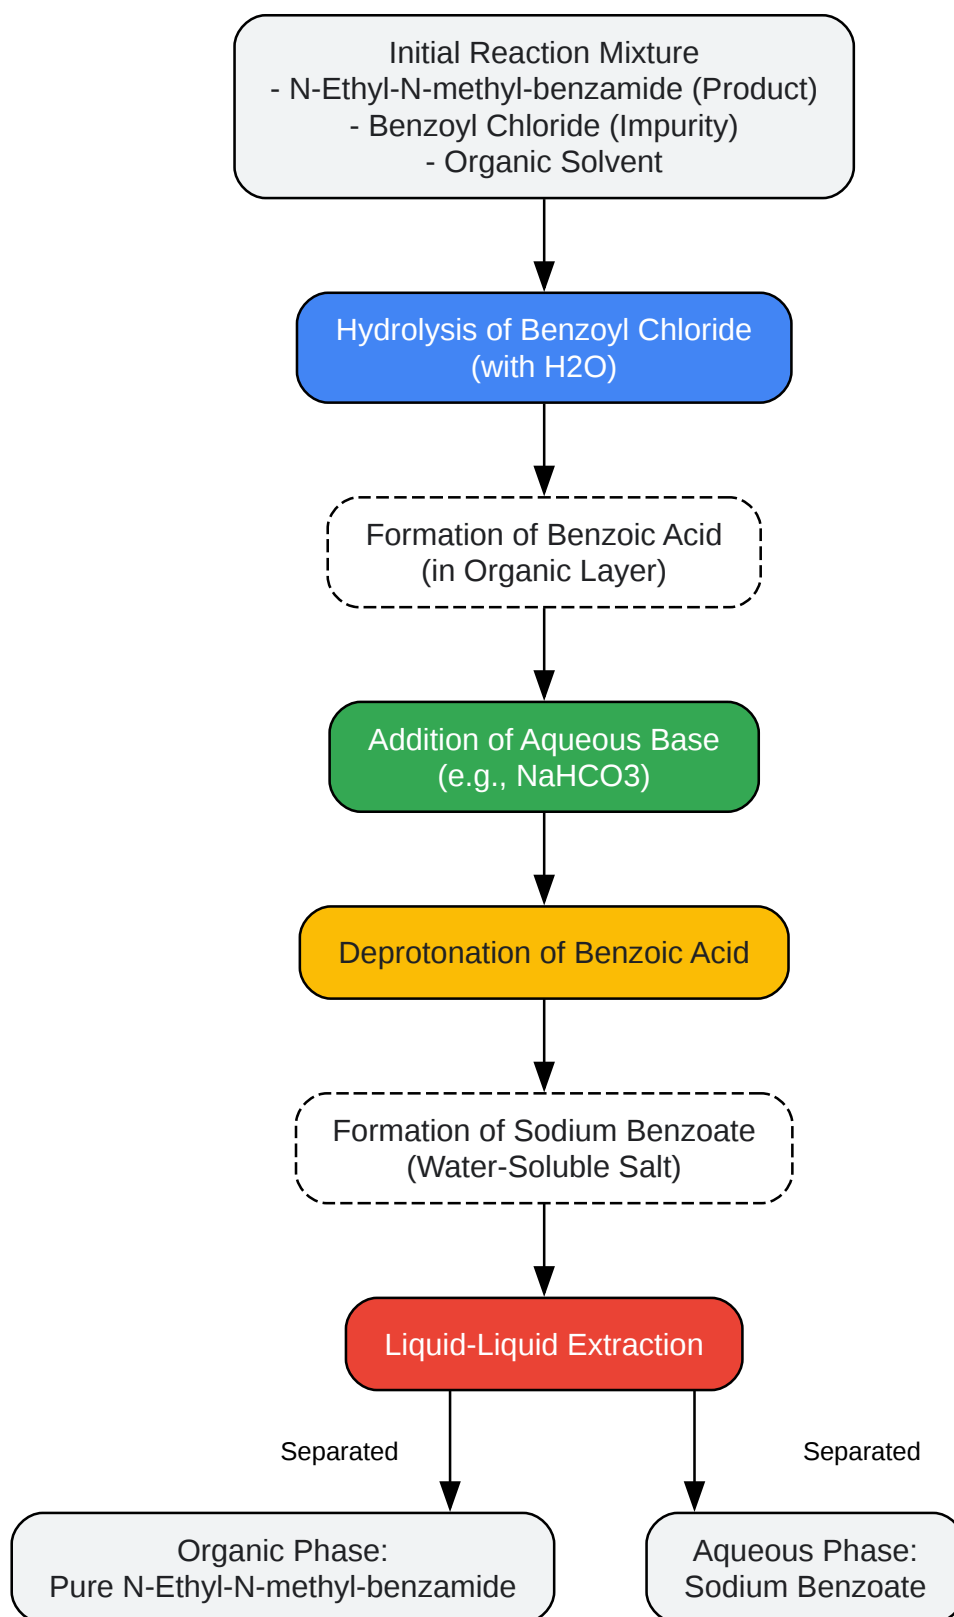 Initial Reaction Mixture
- N-Ethyl-N-methyl-benzamide (Product)
- Benzoyl Chloride (Impurity)
- Organic Solvent
Hydrolysis of Benzoyl Chloride
(with H2O)
Formation of Benzoic Acid
(in Organic Layer)
Addition of Aqueous Base
(e.g., NaHCO3)
Deprotonation of Benzoic Acid
Formation of Sodium Benzoate
(Water-Soluble Salt)
Liquid-Liquid Extraction
Separated
Separated
Organic Phase:
Pure N-Ethyl-N-methyl-benzamide
Aqueous Phase:
Sodium Benzoate